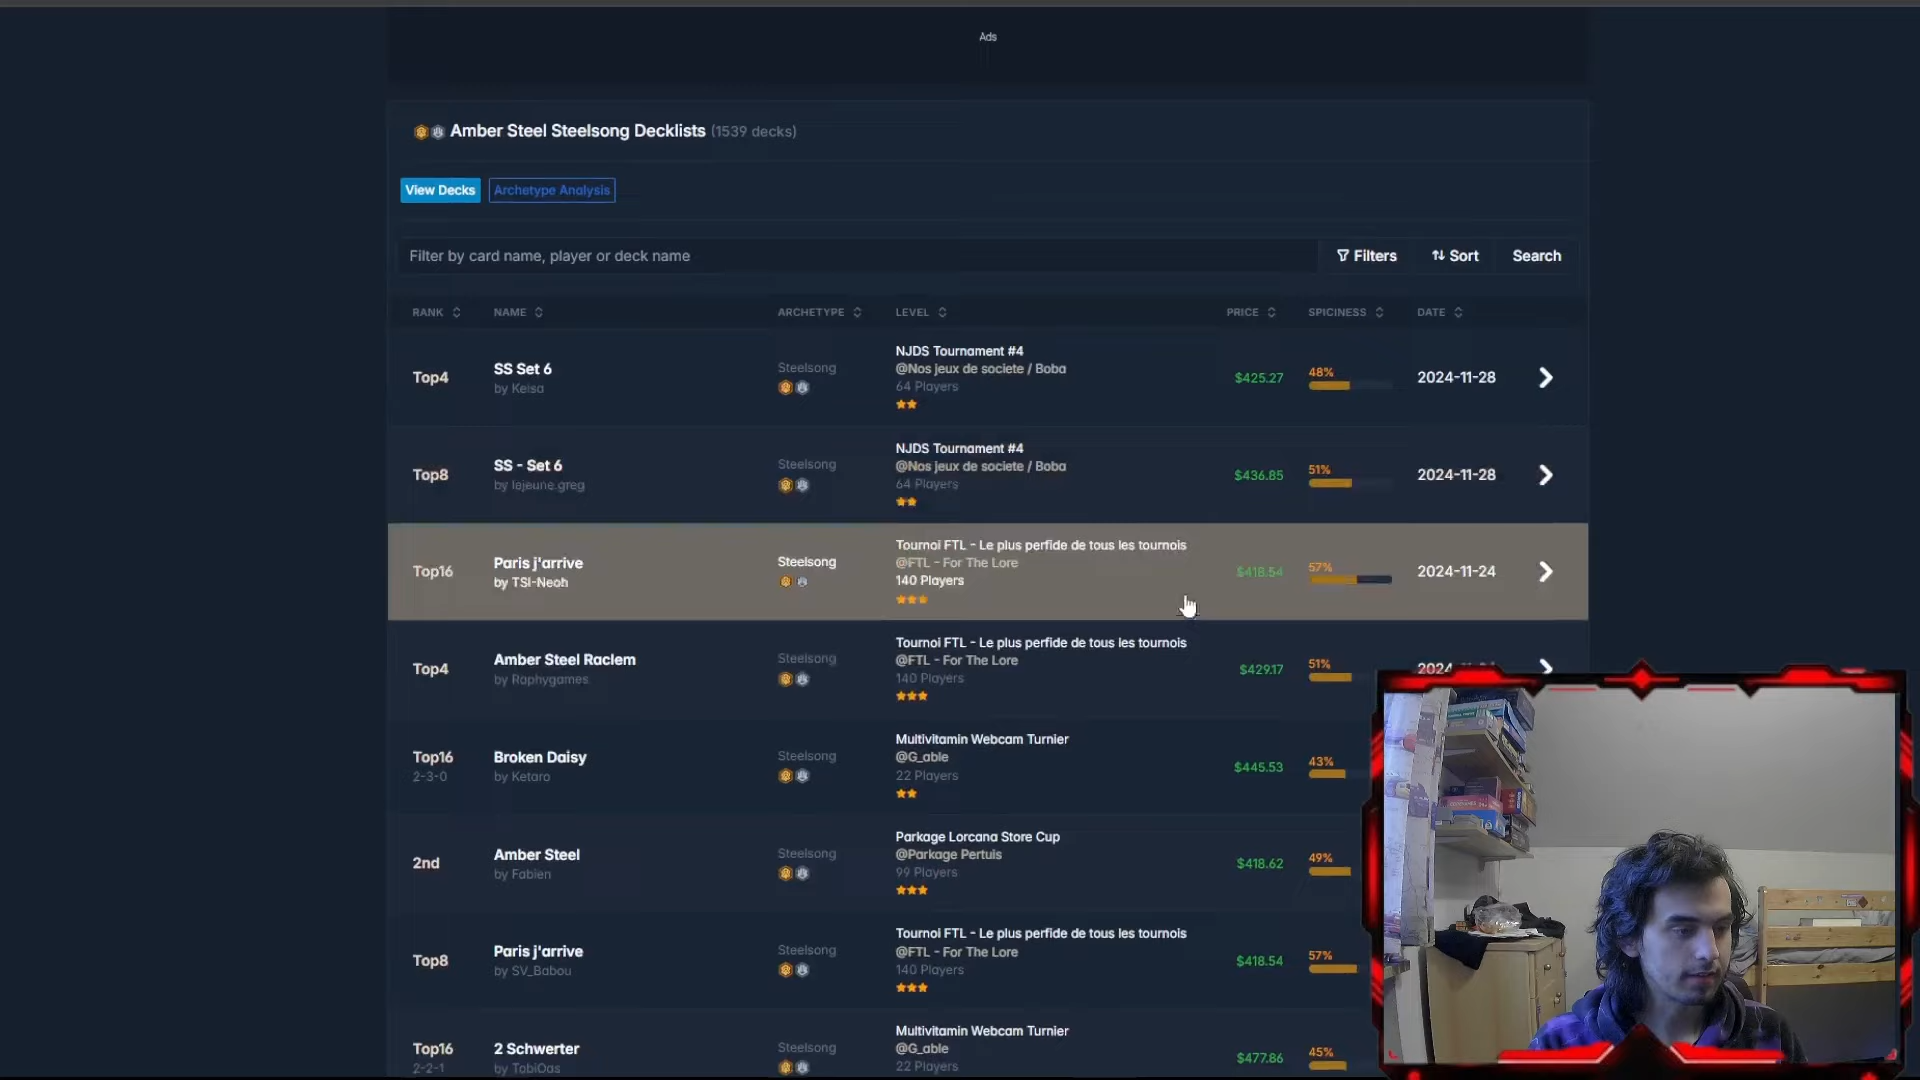 Ads
Amber Steel Steelsong Decklists (1539 decks)
View Decks Archetype Analysis
Filter by card name, player or deck name Filters Sort Search
RANK NAME ARCHETYPE LEVEL PRICE SPICINESS DATE
Top4
SS Set 6
by Keisa
Steelsong
NJDS Tournament #4
@Nos jeux de societe / Boba
64 Players
$425.27
48%
2024-11-28
Top8
SS - Set 6
by lejeune.greg
Steelsong
NJDS Tournament #4
@Nos jeux de societe / Boba
64 Players
$436.85
51%
2024-11-28
Top16
Paris j'arrive
by TSI-Neoh
Steelsong
Tournoi FTL - Le plus perfide de tous les tournois
@FTL - For The Lore
140 Players
$418.54
57%
2024-11-24
Top4
Amber Steel Raclem
by Raphygames
Steelsong
Tournoi FTL - Le plus perfide de tous les tournois
@FTL - For The Lore
140 Players
$429.17
51%
Top16
2-3-0
Broken Daisy
by Ketaro
Steelsong
Multivitamin Webcam Turnier
@G_able
22 Players
$445.53
43%
2nd
Amber Steel
by Fabien
Steelsong
Parkage Lorcana Store Cup
@Parkage Pertuis
99 Players
$418.62
49%
Top8
Paris j'arrive
by SV_Babou
Steelsong
Tournoi FTL - Le plus perfide de tous les tournois
@FTL - For The Lore
140 Players
$418.54
57%
Top16
2-2-1
2 Schwerter
by TobiOas
Steelsong
Multivitamin Webcam Turnier
@G_able
22 Players
$477.86
45%